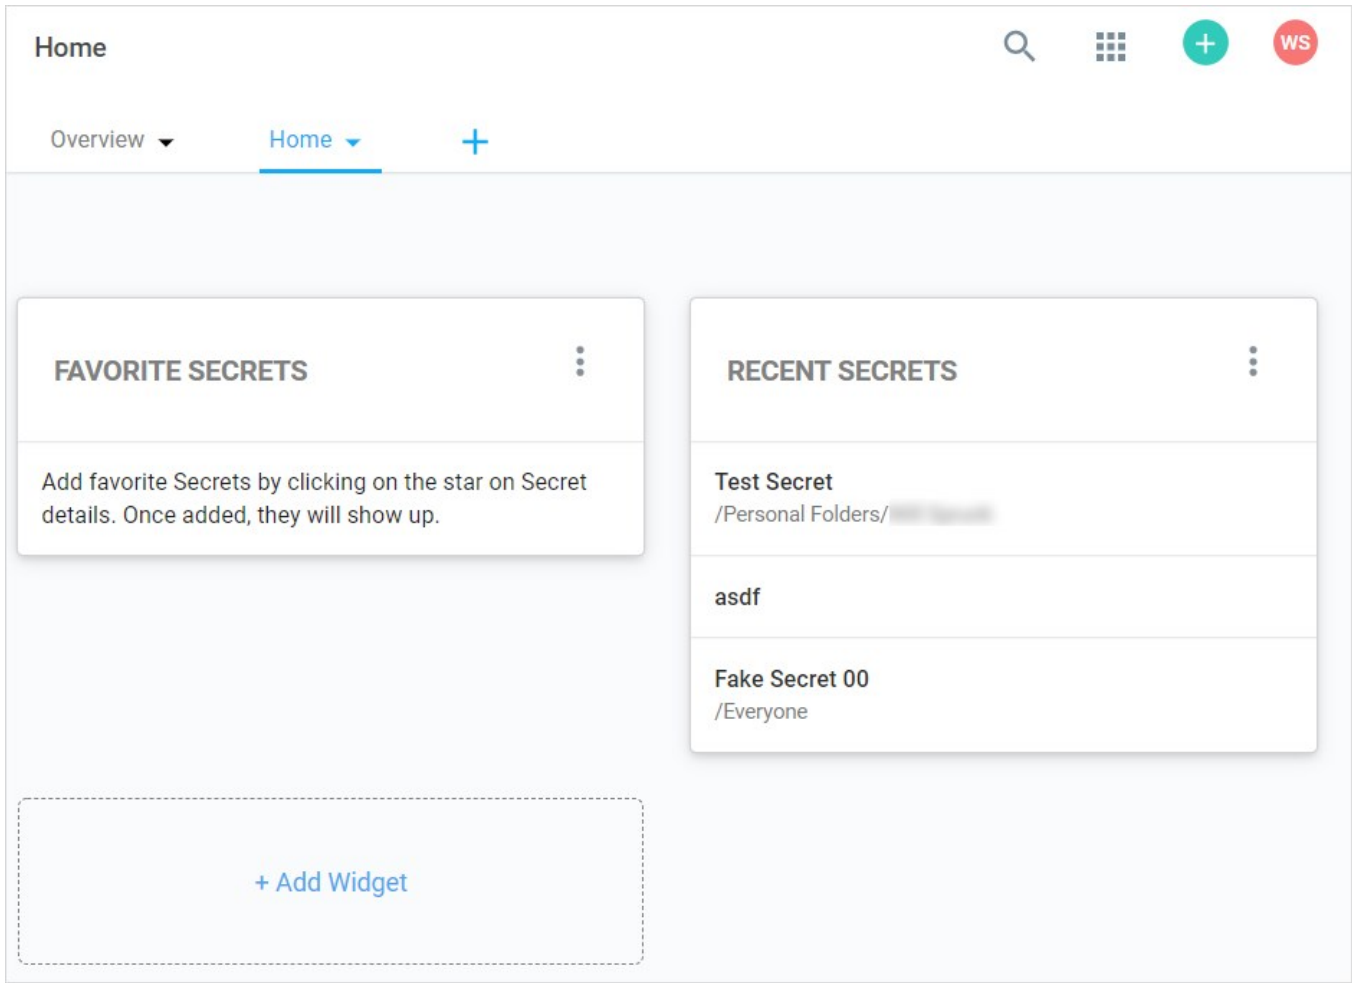 Home
WS
Overview
Home
+
FAVORITE SECRETS
Add favorite Secrets by clicking on the star on Secret
details. Once added, they will show up.
RECENT SECRETS
Test Secret
/Personal Folders/
asdf
Fake Secret 00
/Everyone
+ Add Widget